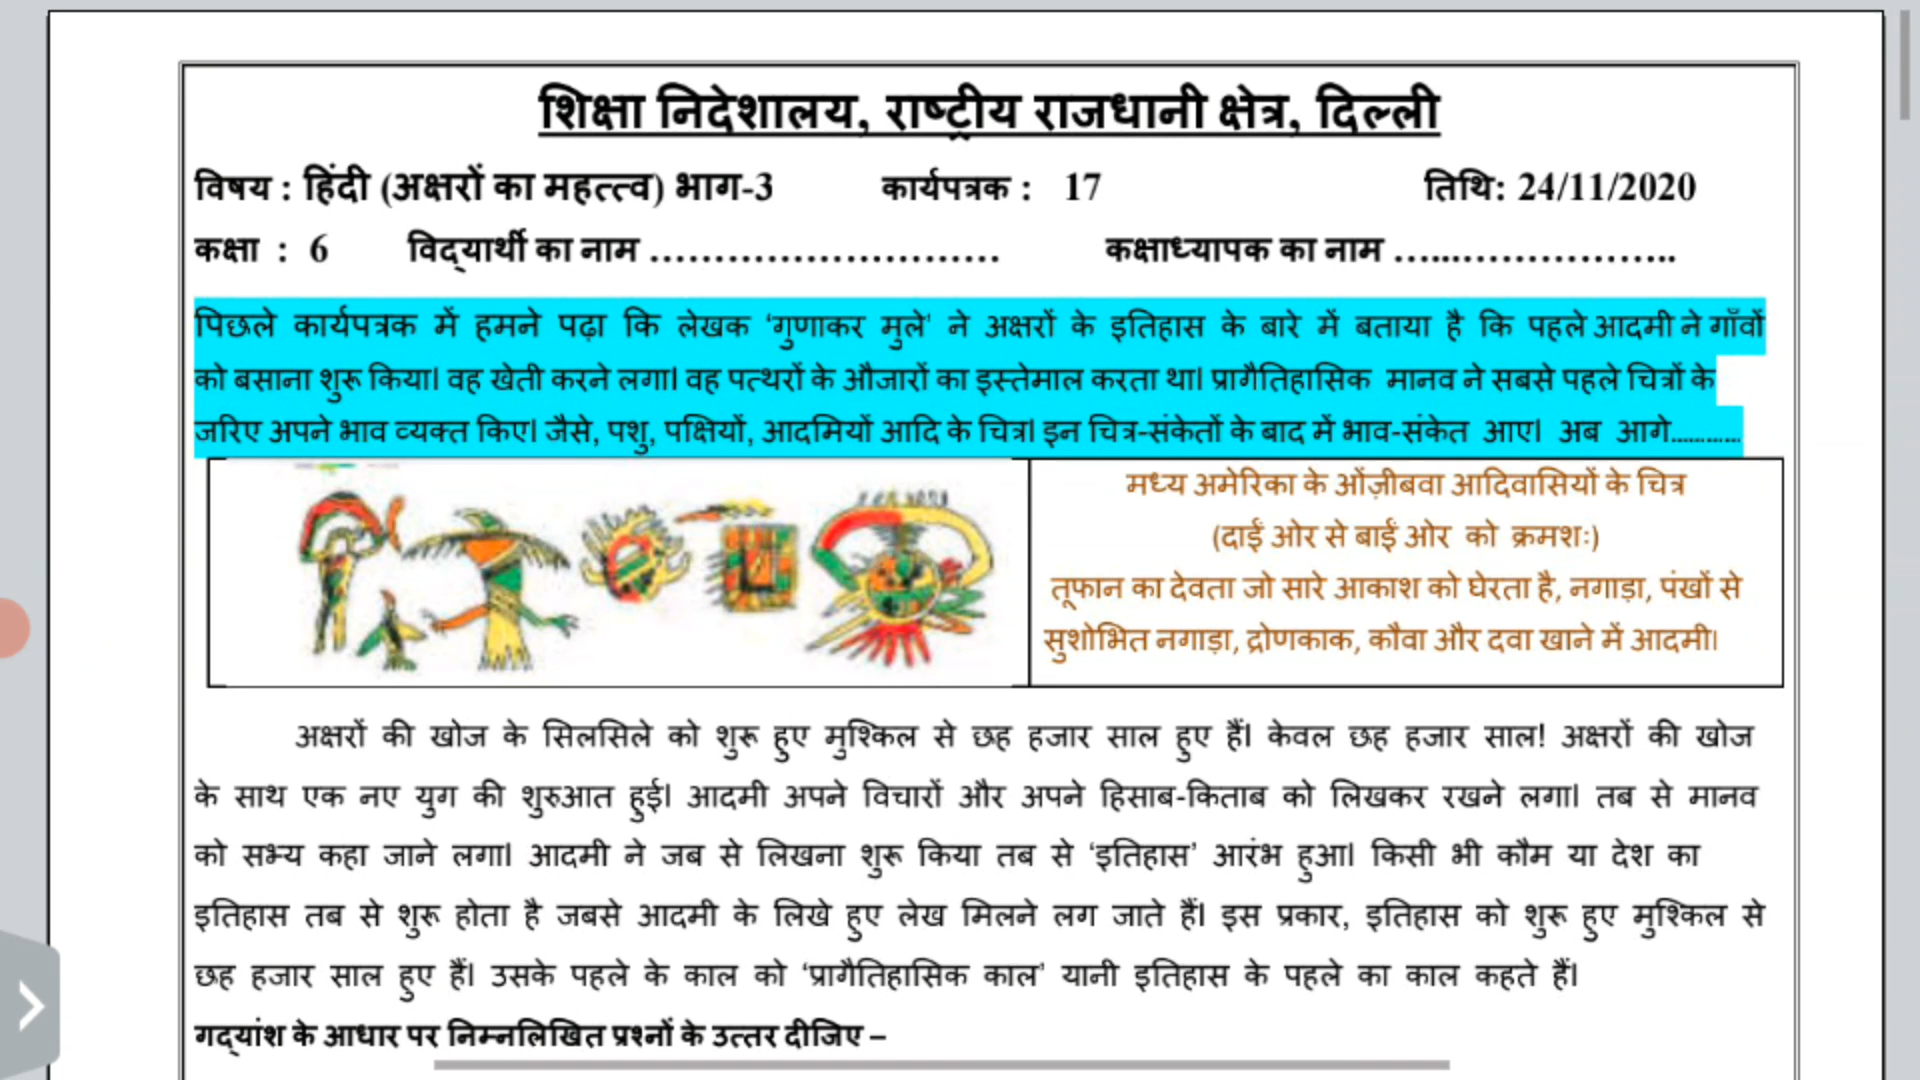 शिक्षा निदेशालय, राष्ट्रीय राजधानी क्षेत्र, दिल्ली
विषय : हिंदी (अक्षरों का महत्त्व) भाग-3 कार्यपत्रक : 17 तिथि: 24/11/2020
कक्षा : 6 विद्यार्थी का नाम ........................... कक्षाध्यापक का नाम ......................
पिछले कार्यपत्रक में हमने पढ़ा कि लेखक ‘गुणाकर मुले’ ने अक्षरों के इतिहास के बारे में बताया है कि पहले आदमी ने गाँवों
को बसाना शुरू किया। वह खेती करने लगा। वह पत्थरों के औजारों का इस्तेमाल करता था। प्रागैतिहासिक मानव ने सबसे पहले चित्रों के
जरिए अपने भाव व्यक्त किए। जैसे, पशु, पक्षियों, आदमियों आदि के चित्र। इन चित्र-संकेतों के बाद में भाव-संकेत आए। अब आगे............
मध्य अमेरिका के ओंज़ीबवा आदिवासियों के चित्र
(दाईं ओर से बाईं ओर को क्रमशः)
तूफान का देवता जो सारे आकाश को घेरता है, नगाड़ा, पंखों से
सुशोभित नगाड़ा, द्रोणकाक, कौवा और दवा खाने में आदमी।
अक्षरों की खोज के सिलसिले को शुरू हुए मुश्किल से छह हजार साल हुए हैं। केवल छह हजार साल! अक्षरों की खोज
के साथ एक नए युग की शुरुआत हुई। आदमी अपने विचारों और अपने हिसाब-किताब को लिखकर रखने लगा। तब से मानव
को सभ्य कहा जाने लगा। आदमी ने जब से लिखना शुरू किया तब से ‘इतिहास’ आरंभ हुआ। किसी भी कौम या देश का
इतिहास तब से शुरू होता है जबसे आदमी के लिखे हुए लेख मिलने लग जाते हैं। इस प्रकार, इतिहास को शुरू हुए मुश्किल से
छह हजार साल हुए हैं। उसके पहले के काल को ‘प्रागैतिहासिक काल’ यानी इतिहास के पहले का काल कहते हैं।
गद्यांश के आधार पर निम्नलिखित प्रश्नों के उत्तर दीजिए –